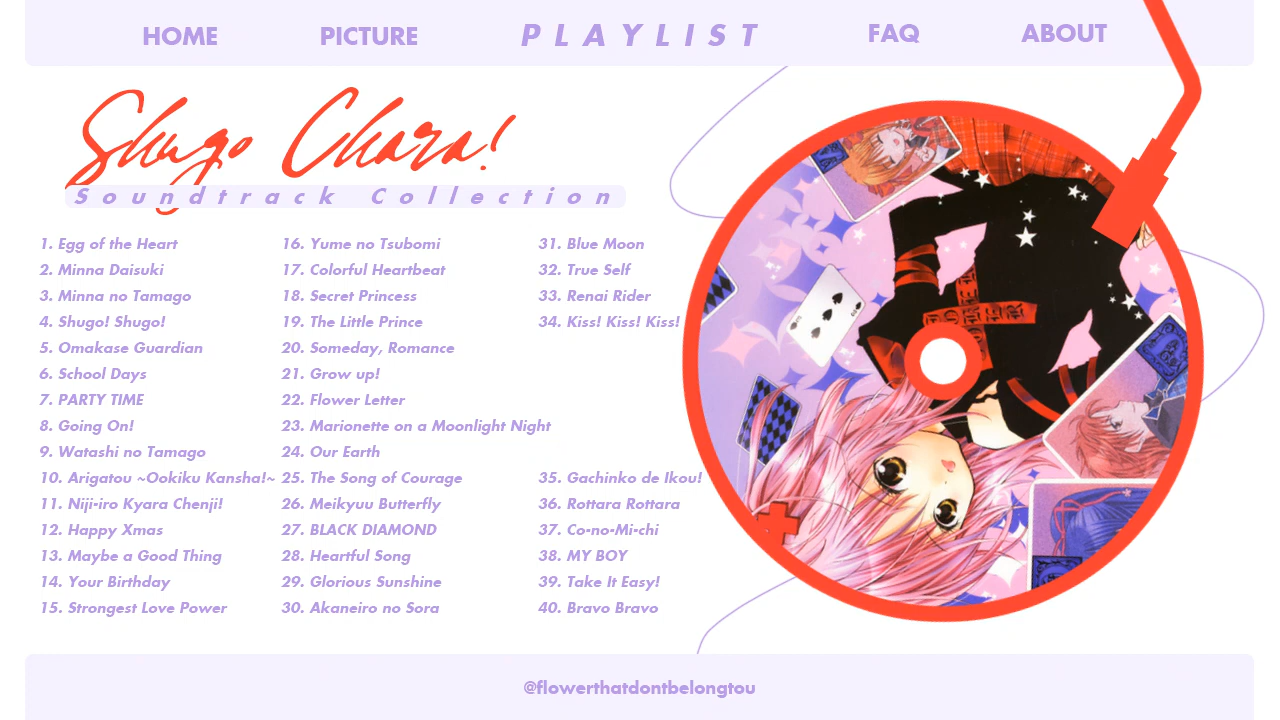 HOME
PICTURE
PLAYLIST
FAQ
ABOUT
Shugo Chara!
Soundtrack Collection
1. Egg of the Heart
2. Minna Daisuki
3. Minna no Tamago
4. Shugo! Shugo!
5. Omakase Guardian
6. School Days
7. PARTY TIME
8. Going On!
9. Watashi no Tamago
10. Arigatou ~Ookiku Kansha!~
11. Niji-iro Kyara Chenji!
12. Happy Xmas
13. Maybe a Good Thing
14. Your Birthday
15. Strongest Love Power
16. Yume no Tsubomi
17. Colorful Heartbeat
18. Secret Princess
19. The Little Prince
20. Someday, Romance
21. Grow up!
22. Flower Letter
23. Marionette on a Moonlight Night
24. Our Earth
25. The Song of Courage
26. Meikyuu Butterfly
27. BLACK DIAMOND
28. Heartful Song
29. Glorious Sunshine
30. Akaneiro no Sora
31. Blue Moon
32. True Self
33. Renai Rider
34. Kiss! Kiss! Kiss!
35. Gachinko de Ikou!
36. Rottara Rottara
37. Co-no-Mi-chi
38. MY BOY
39. Take It Easy!
40. Bravo Bravo
@flowerthatdontbelongtou